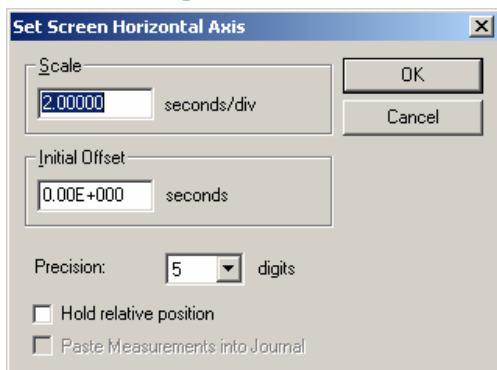 Set Screen Horizontal Axis
Scale
2.00000 seconds/div
OK
Cancel
Initial Offset
0.00E+000 seconds
Precision: 5 digits
Hold relative position
Paste Measurements into Journal